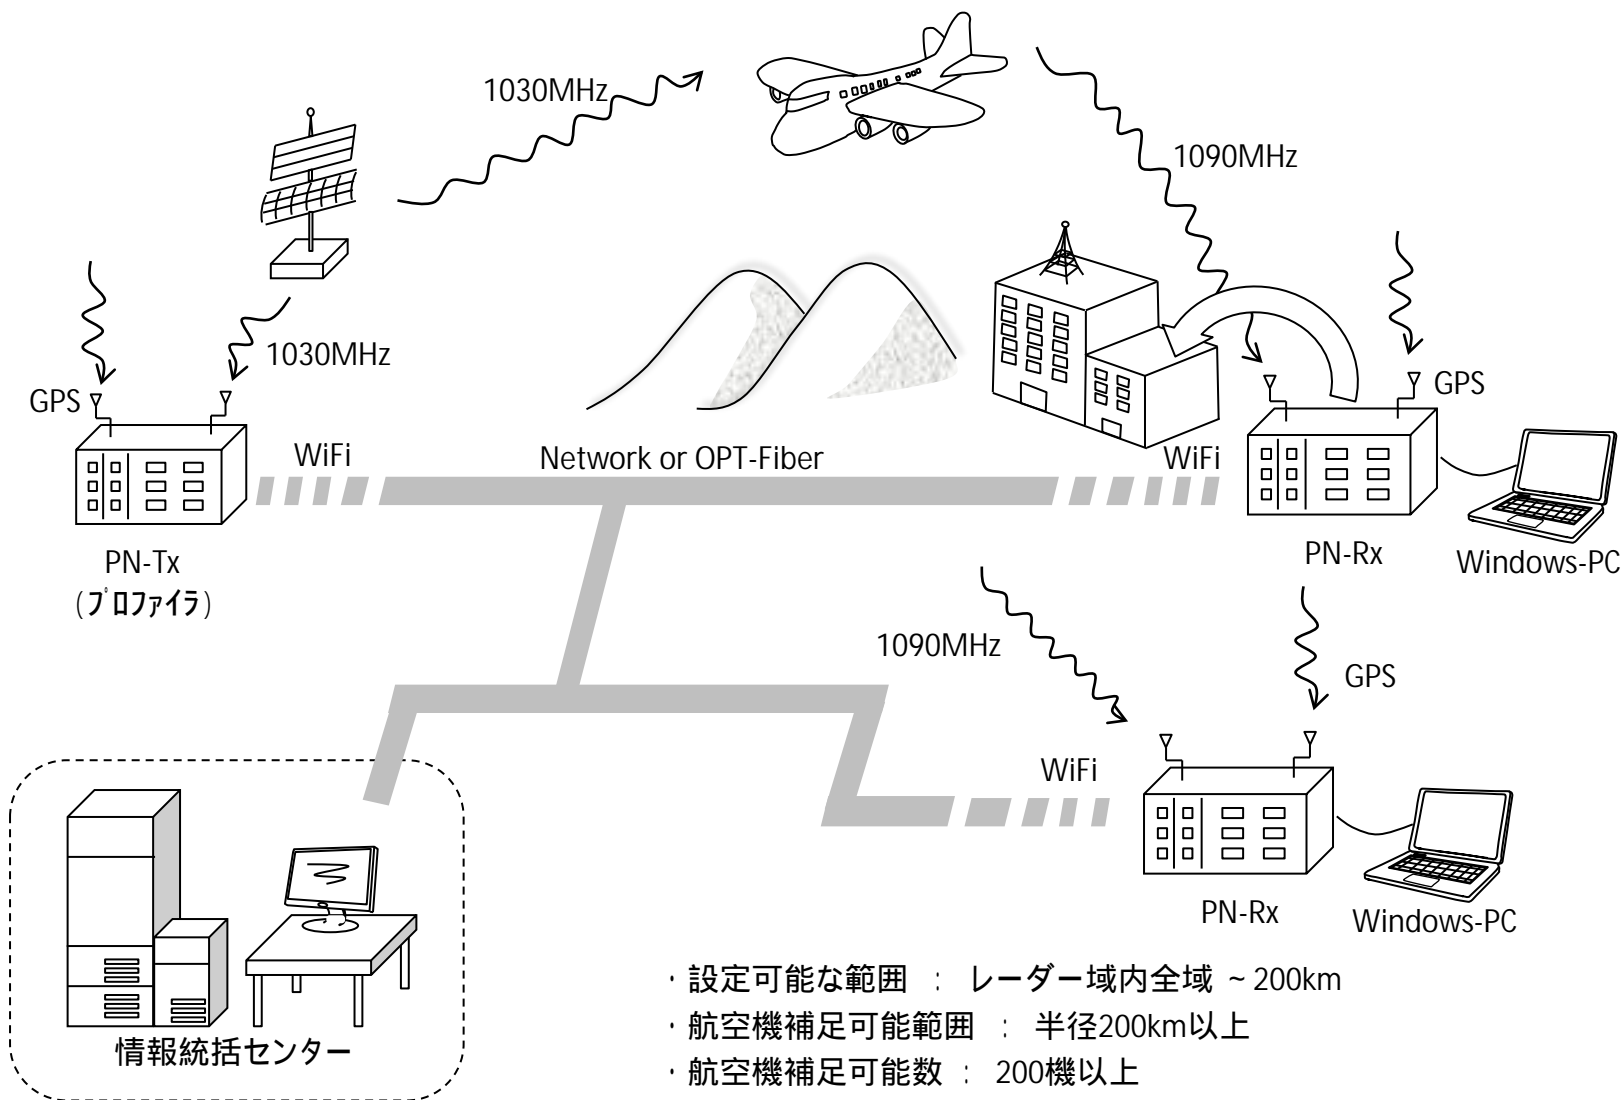 1030MHz
1090MHz
1030MHz
GPS
GPS
WiFi
Network or OPT-Fiber
WiFi
PN-Tx
(プロファイラ)
PN-Rx
Windows-PC
1090MHz
GPS
WiFi
PN-Rx
Windows-PC
情報統括センター
・設定可能な範囲 : レーダー域内全域 ~200km
・航空機補足可能範囲 : 半径200km以上
・航空機補足可能数 : 200機以上